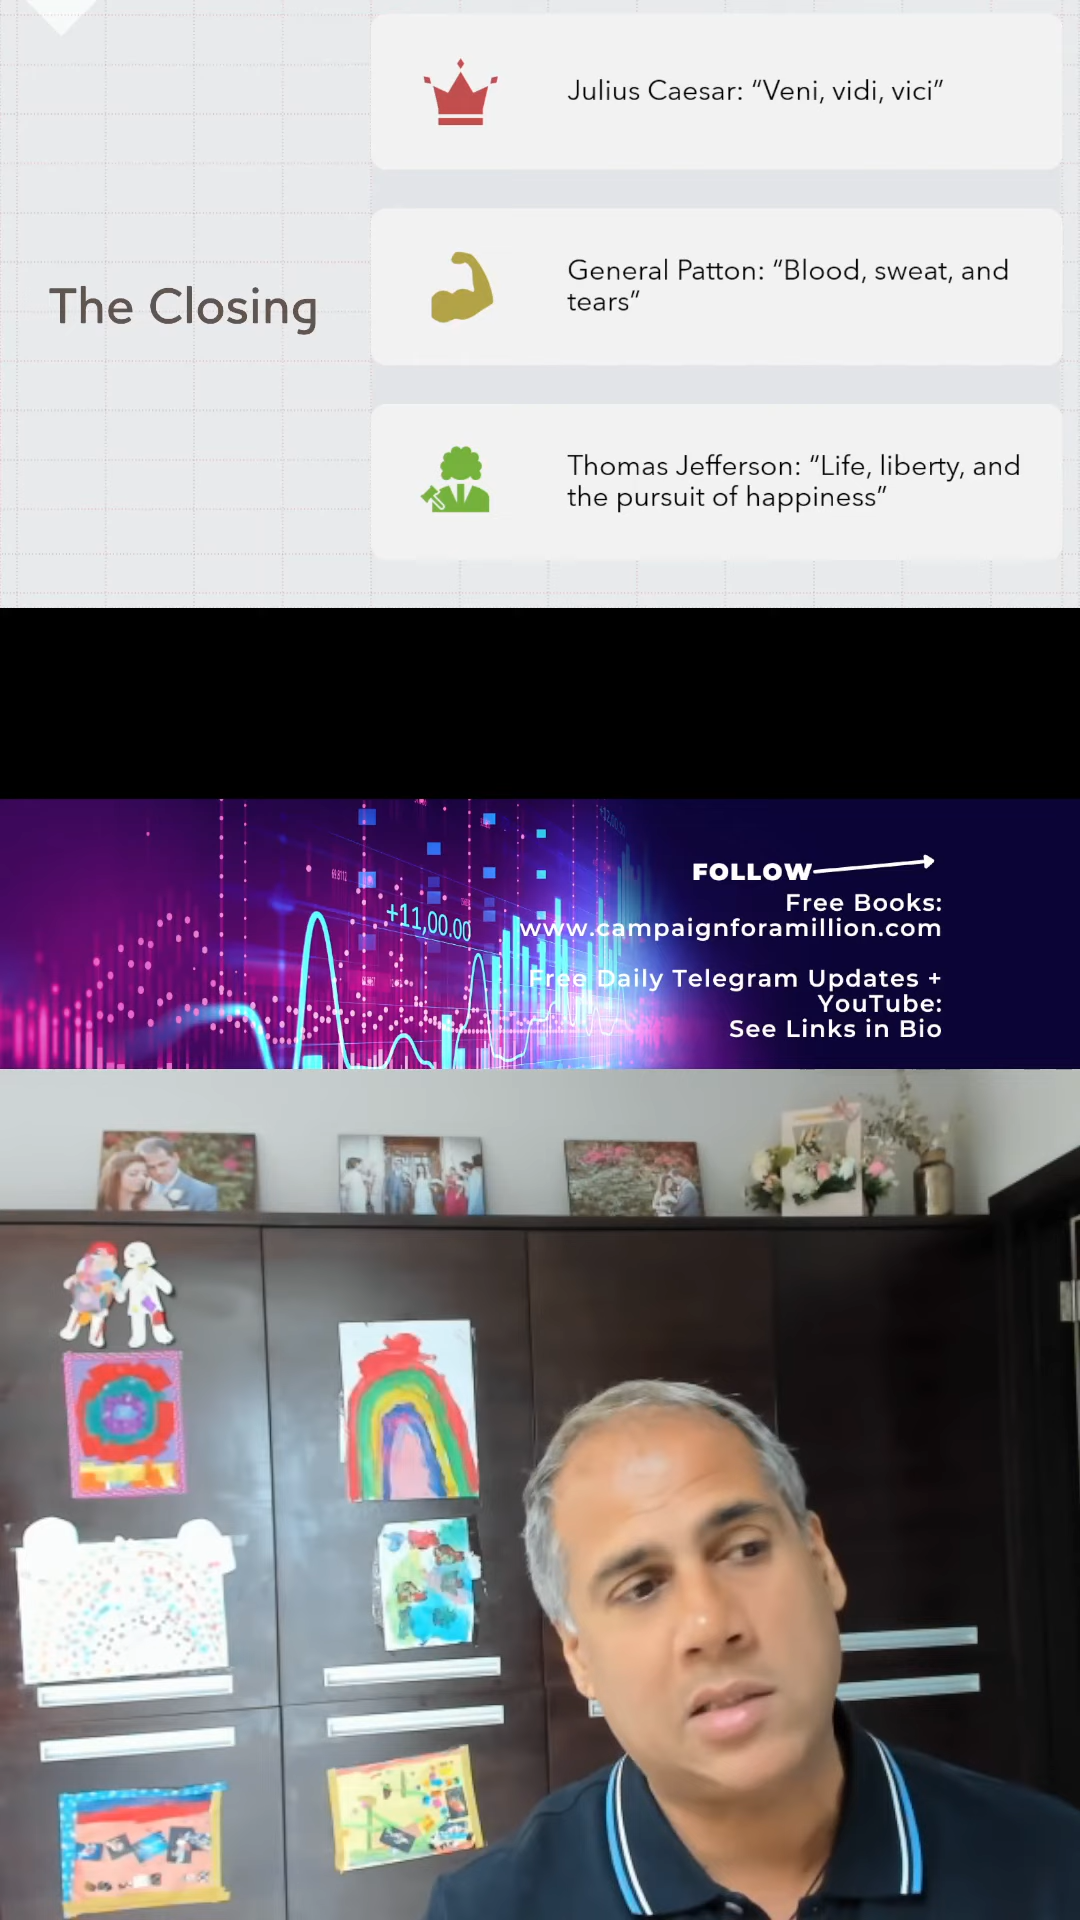 Julius Caesar: “Veni, vidi, vici”
The Closing
General Patton: “Blood, sweat, and
tears”
Thomas Jefferson: “Life, liberty, and
the pursuit of happiness”
+11,00.00
FOLLOW
Free Books:
www.campaignforamillion.com
Free Daily Telegram Updates +
YouTube:
See Links in Bio